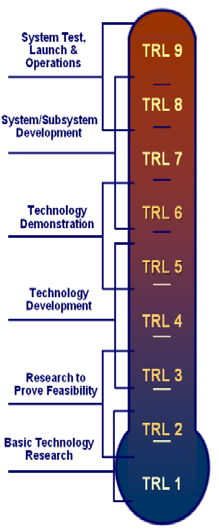 System Test,
Launch &
Operations
TRL 9
TRL 8
System/Subsystem
Development
TRL 7
Technology
Demonstration
TRL 6
TRL 5
Technology
Development
TRL 4
Research to
Prove Feasibility
TRL 3
Basic Technology
Research
TRL 2
TRL 1